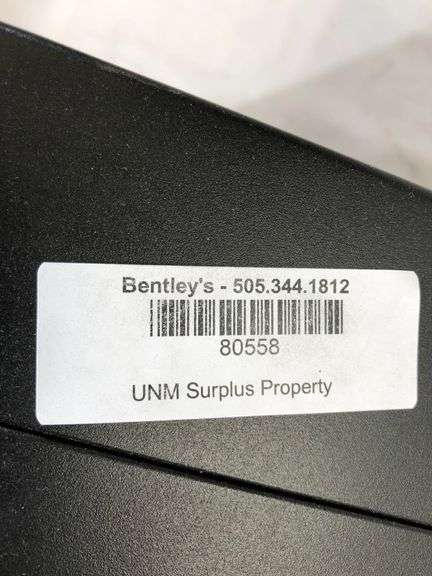 Bentley's - 505.344.1812
80558
UNM Surplus Property